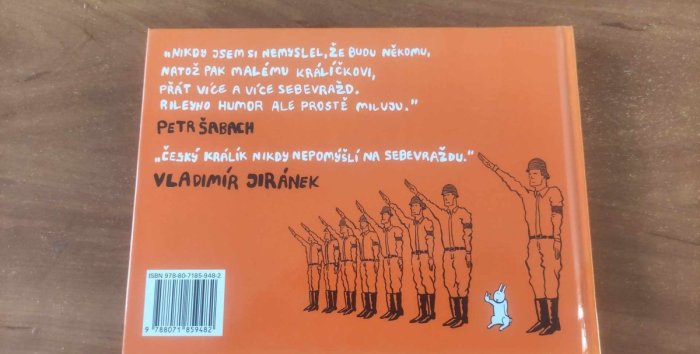 „NIKDY JSEM SI NEMYSLEL, ŽE BUDU NĚKOMU,
NATOŽ PAK MALÉMU KRÁLÍČKOVI,
PŘÁT VÍCE A VÍCE SEBEVRAŽD.
RILEYHO HUMOR ALE PROSTĚ MILUJU."
PETR ŠABACH
„ČESKÝ KRÁLÍK NIKDY NEPOMÝŠLÍ NA SEBEVRAŽDU."
VLADIMÍR JIRÁNEK
ISBN 978-80-7185-948-2
9 788071 859482